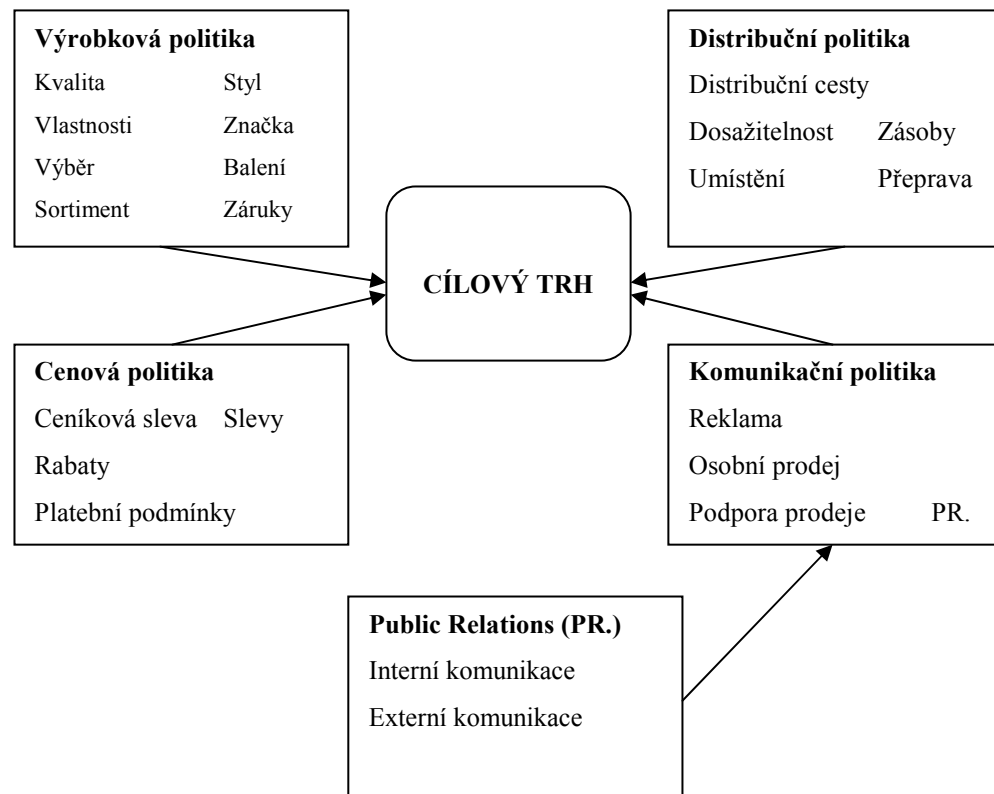 Výrobková politika
Kvalita Styl
Vlastnosti Značka
Výběr Balení
Sortiment Záruky
Distribuční politika
Distribuční cesty
Dosažitelnost Zásoby
Umístění Přeprava
CÍLOVÝ TRH
Cenová politika
Ceníková sleva Slevy
Rabaty
Platební podmínky
Komunikační politika
Reklama
Osobní prodej
Podpora prodeje PR.
Public Relations (PR.)
Interní komunikace
Externí komunikace